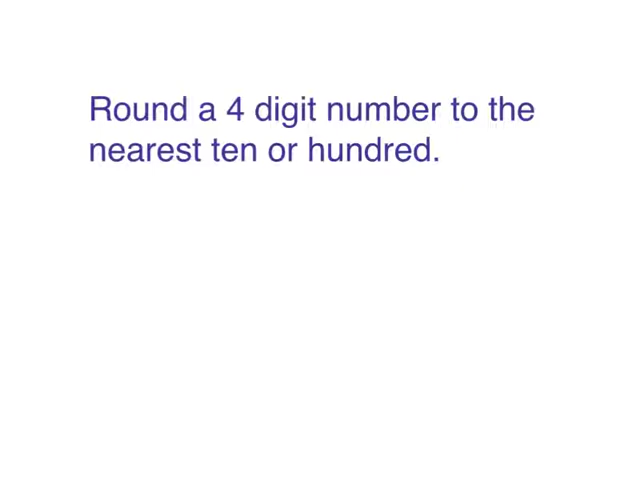 Round a 4 digit number to the
nearest ten or hundred.